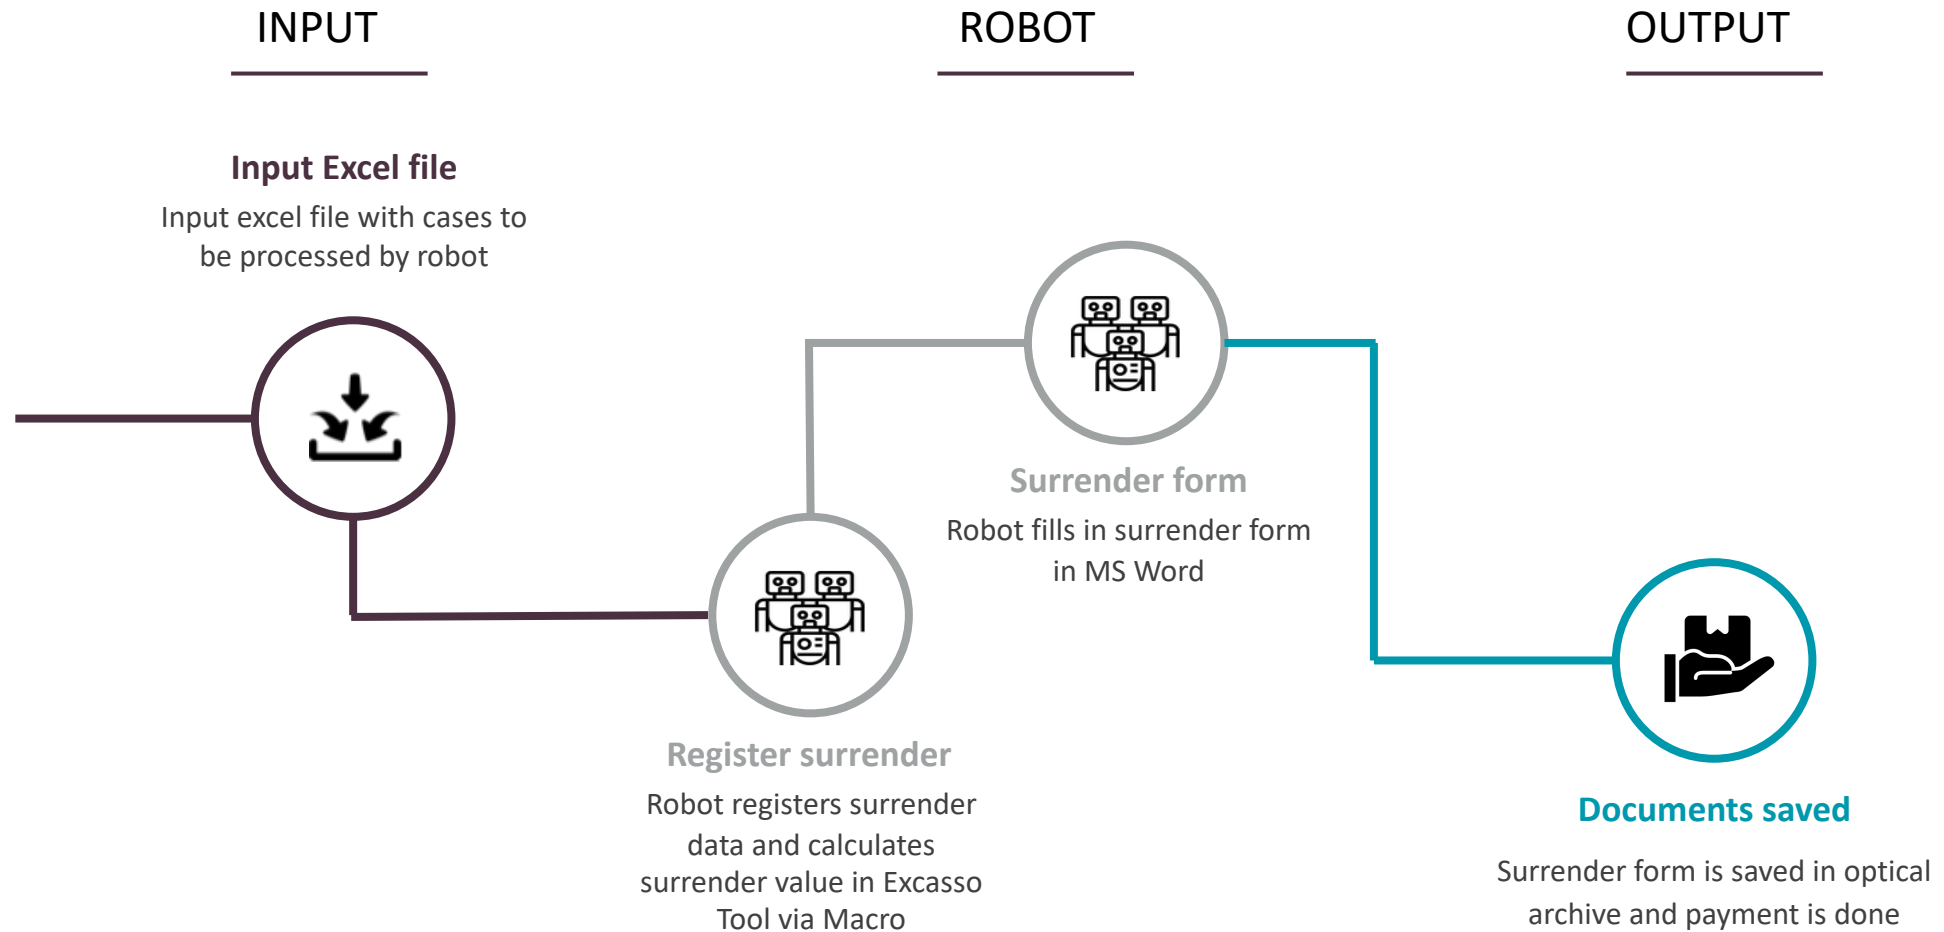 INPUT
ROBOT
OUTPUT
Input Excel file
Input excel file with cases to
be processed by robot
Surrender form
Robot fills in surrender form
in MS Word
Register surrender
Robot registers surrender
data and calculates
surrender value in Excasso
Tool via Macro
Documents saved
Surrender form is saved in optical
archive and payment is done